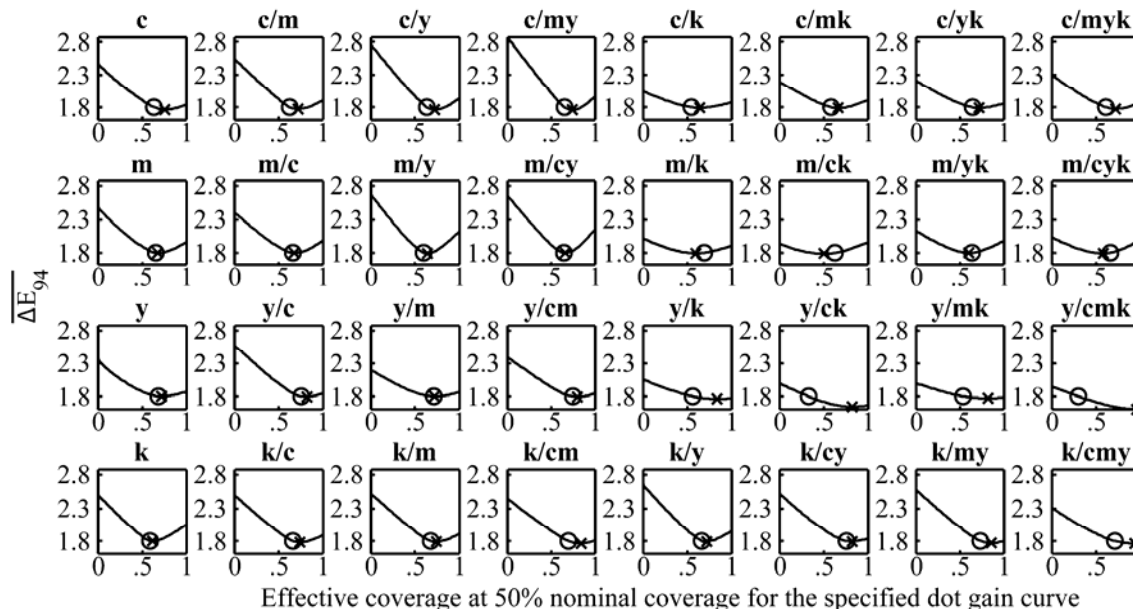 c c/m c/y c/my c/k c/mk c/yk c/myk
2.8 2.8 2.8 2.8 2.8 2.8 2.8 2.8
2.3 2.3 2.3 2.3 2.3 2.3 2.3 2.3
1.8 1.8 1.8 1.8 1.8 1.8 1.8 1.8
0 .5 1 0 .5 1 0 .5 1 0 .5 1 0 .5 1 0 .5 1 0 .5 1 0 .5
m m/c m/y m/cy m/k m/ck m/yk m/cyk
2.8 2.8 2.8 2.8 2.8 2.8 2.8 2.8
2.3 2.3 2.3 2.3 2.3 2.3 2.3 2.3
1.8 1.8 1.8 1.8 1.8 1.8 1.8 1.8
0 .5 1 0 .5 1 0 .5 1 0 .5 1 0 .5 1 0 .5 1 0 .5 1 0 .5
ΔE94
y y/c y/m y/cm y/k y/ck y/mk y/cmk
2.8 2.8 2.8 2.8 2.8 2.8 2.8 2.8
2.3 2.3 2.3 2.3 2.3 2.3 2.3 2.3
1.8 1.8 1.8 1.8 1.8 1.8 1.8 1.8
0 .5 1 0 .5 1 0 .5 1 0 .5 1 0 .5 1 0 .5 1 0 .5 1 0 .5
k k/c k/m k/cm k/y k/cy k/my k/cmy
2.8 2.8 2.8 2.8 2.8 2.8 2.8 2.8
2.3 2.3 2.3 2.3 2.3 2.3 2.3 2.3
1.8 1.8 1.8 1.8 1.8 1.8 1.8 1.8
0 .5 1 0 .5 1 0 .5 1 0 .5 1 0 .5 1 0 .5 1 0 .5 1 0 .5
Effective coverage at 50% nominal coverage for the specified dot gain curve